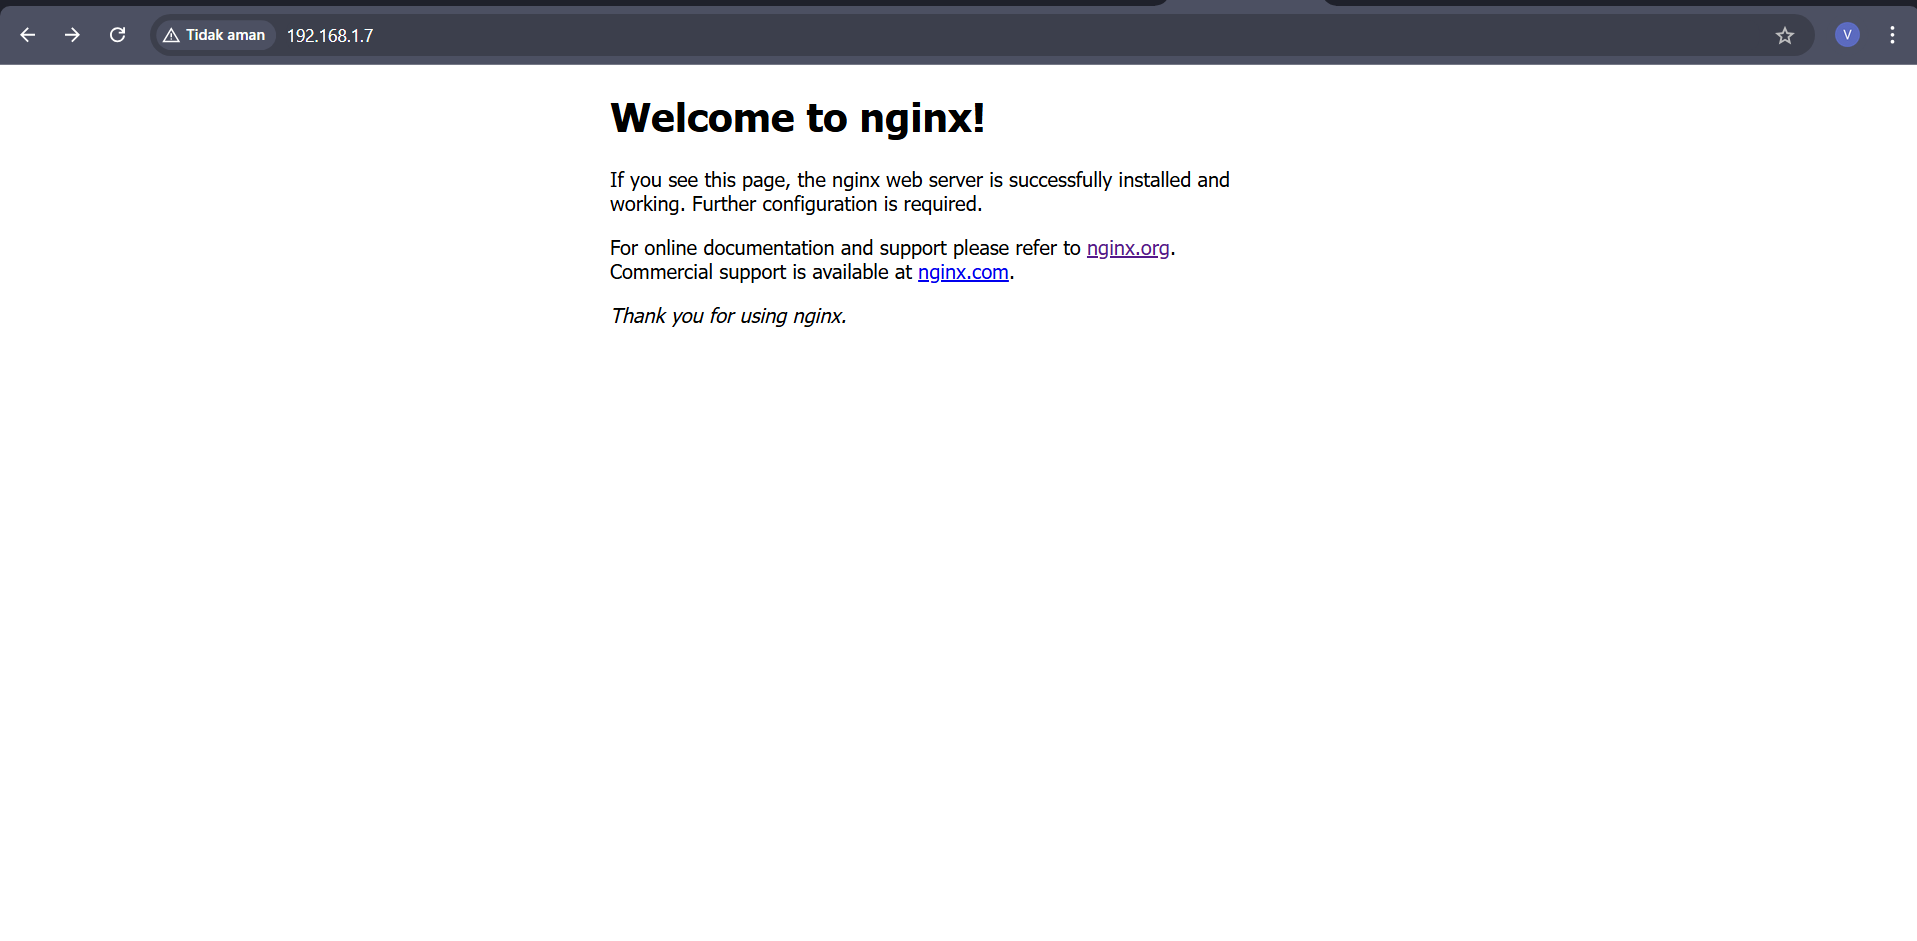 Tidak aman 192.168.1.7 V
Welcome to nginx!
If you see this page, the nginx web server is successfully installed and
working. Further configuration is required.
For online documentation and support please refer to nginx.org.
Commercial support is available at nginx.com.
Thank you for using nginx.